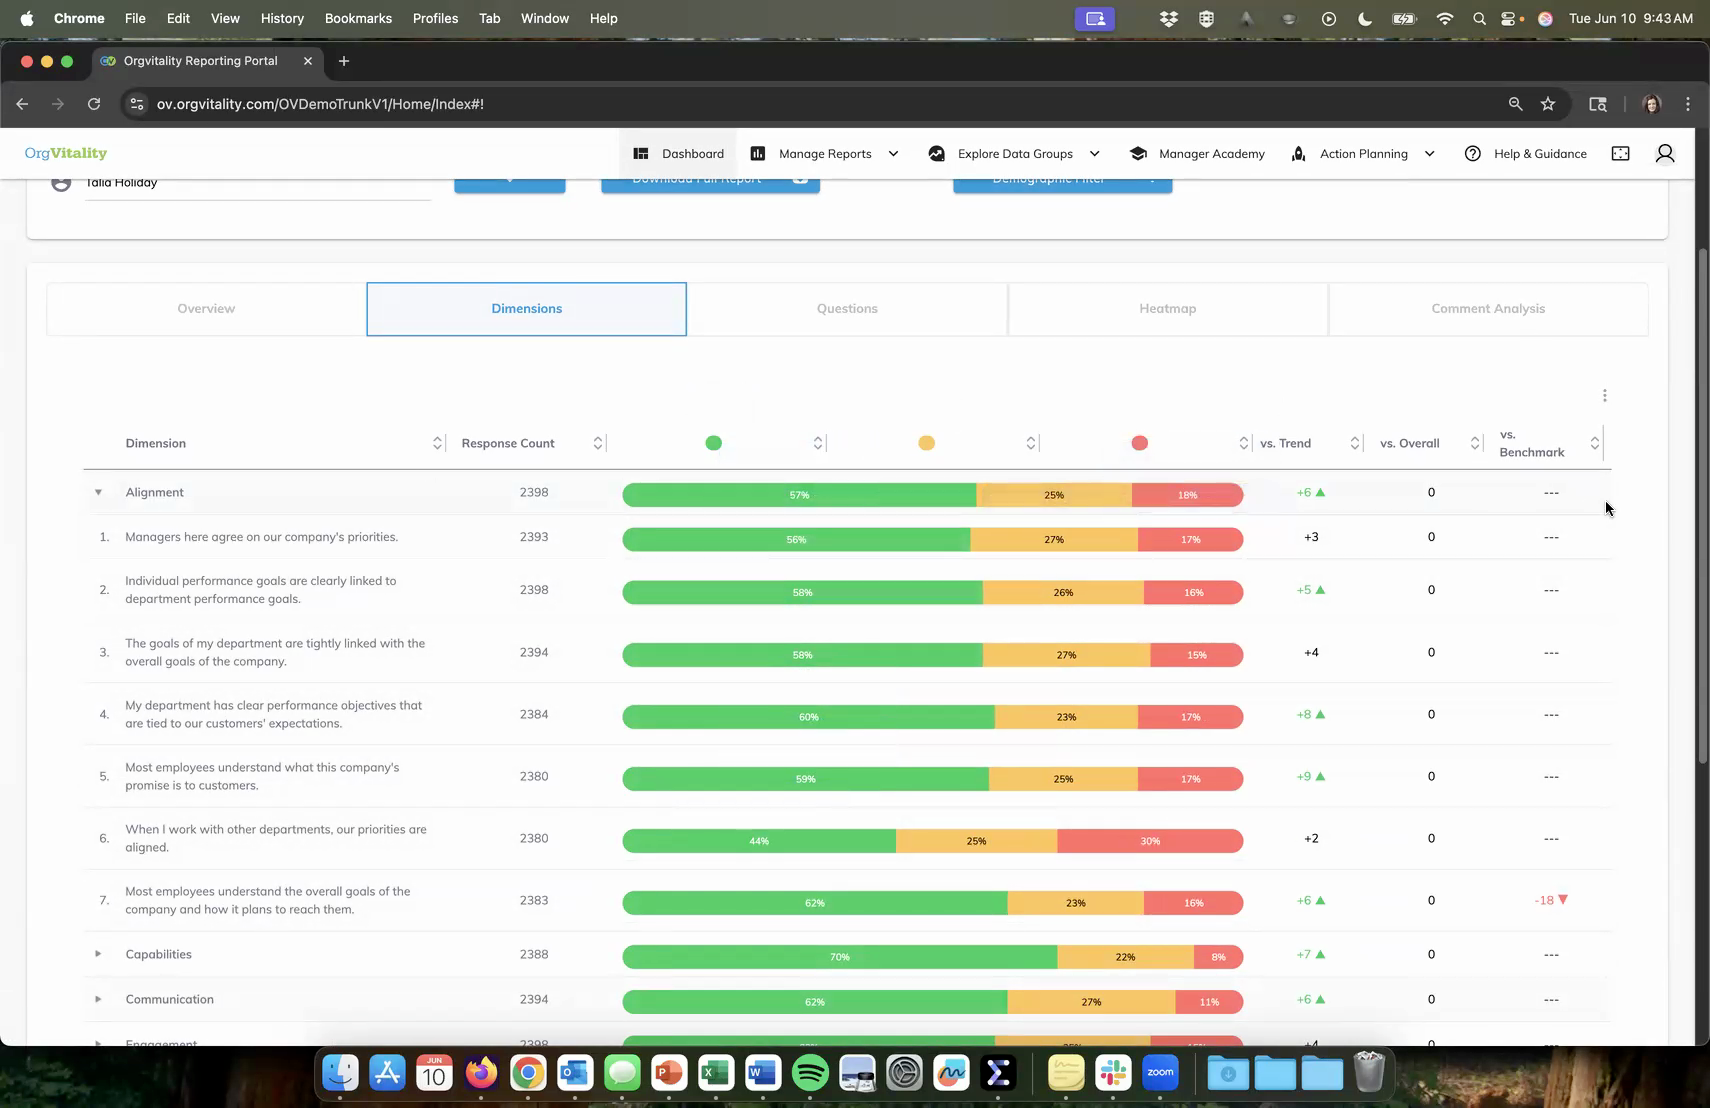 Chrome File Edit View History Bookmarks Profiles Tab Window Help Tue Jun 10 9:43 AM
Orgvitality Reporting Portal
ov.orgvitality.com/OVDemoTrunkV1/Home/Index#!
OrgVitality Dashboard Manage Reports Explore Data Groups Manager Academy Action Planning Help & Guidance
Talia Holiday Download Full Report Demographic Filter
Overview Dimensions Questions Heatmap Comment Analysis
Dimension Response Count vs. Trend vs. Overall vs. Benchmark
Alignment 2398 57% 25% 18% +6 0 ---
1. Managers here agree on our company's priorities. 2393 56% 27% 17% +3 0 ---
2. Individual performance goals are clearly linked to
department performance goals. 2398 58% 26% 16% +5 0 ---
3. The goals of my department are tightly linked with the
overall goals of the company. 2394 58% 27% 15% +4 0 ---
4. My department has clear performance objectives that
are tied to our customers' expectations. 2384 60% 23% 17% +8 0 ---
5. Most employees understand what this company's
promise is to customers. 2380 59% 25% 17% +9 0 ---
6. When I work with other departments, our priorities are
aligned. 2380 44% 25% 30% +2 0 ---
7. Most employees understand the overall goals of the
company and how it plans to reach them. 2383 62% 23% 16% +6 0 -18
Capabilities 2388 70% 22% 8% +7 0 ---
Communication 2394 62% 27% 11% +6 0 ---
Engagement 2398 +4 0
JUN
10
zoom